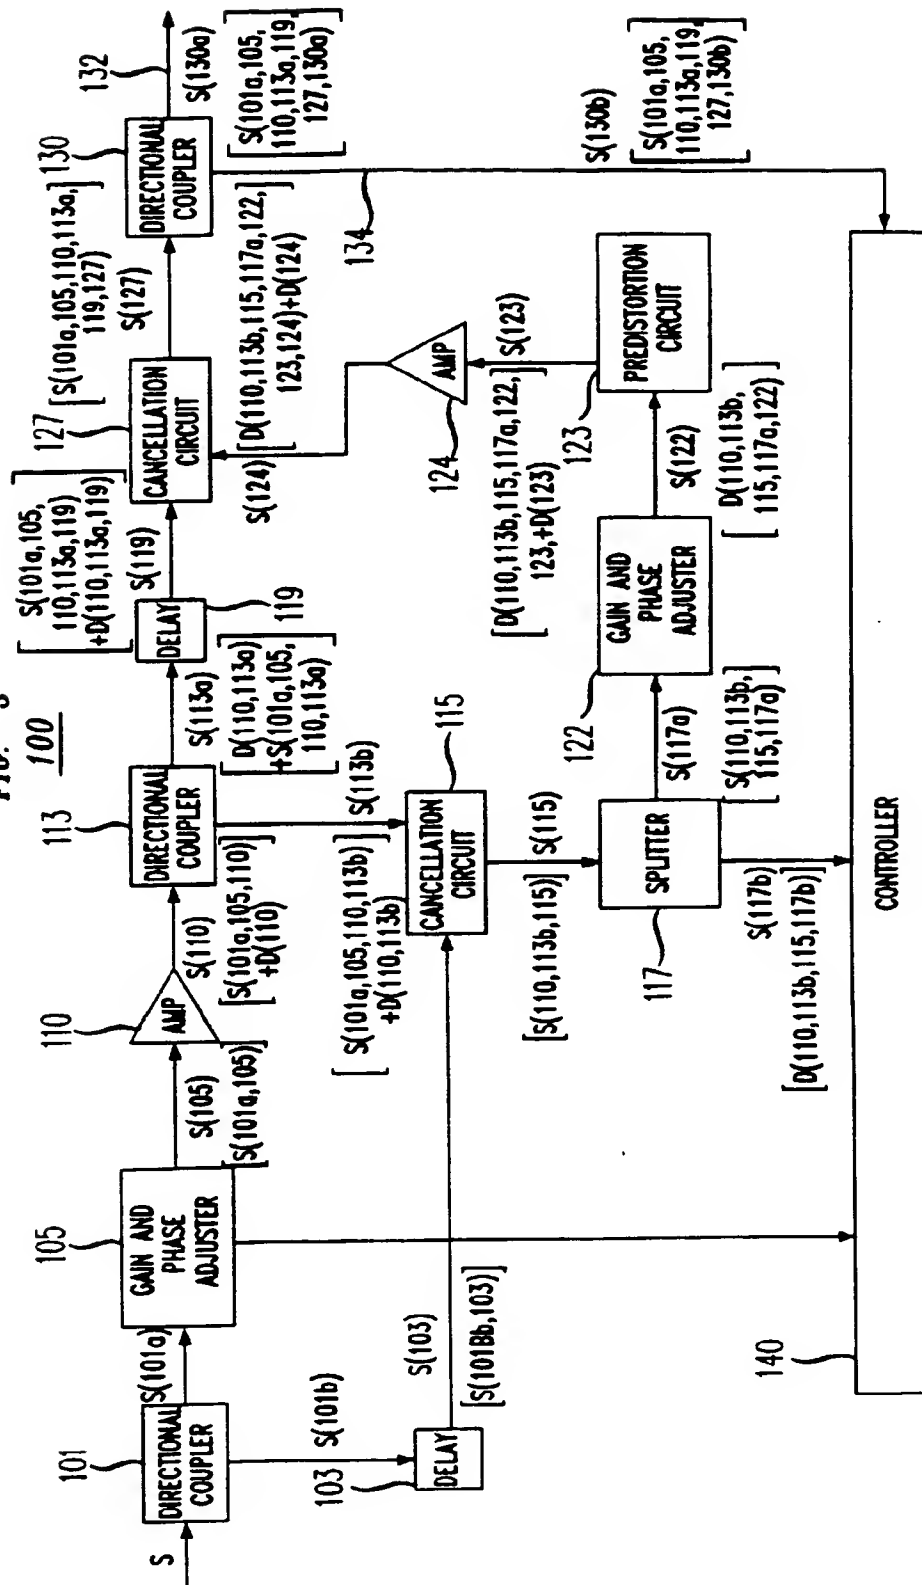 100
S
101
DIRECTIONAL
COUPLER
S(101a)
S(101b)
103
DELAY
S(103)
[S(101Bb,103)]
105
GAIN AND
PHASE
ADJUSTER
S(105)
[S(101a,105)]
110
AMP
S(110)
[S(101a,105,110)
+D(110)]
113
DIRECTIONAL
COUPLER
S(113a)
[D(110,113a)
+S(101a,105,
110,113a)]
S(113b)
[S(101a,105,110,113b)
+D(110,113b)]
115
CANCELLATION
CIRCUIT
S(115)
[S(110,113b,115)]
117
SPLITTER
S(117a)
[S(110,113b,
115,117a)]
S(117b)
[D(110,113b,115,117b)]
119
DELAY
S(119)
[S(101a,105,
110,113a,119)
+D(110,113a,119)]
122
GAIN AND
PHASE
ADJUSTER
S(122)
[D(110,113b,
115,117a,122)]
123
PREDISTORTION
CIRCUIT
S(123)
[D(110,113b,115,117a,122,
123,+D(123)]
124
AMP
S(124)
[D(110,113b,115,117a,122,
123,124)+D(124)]
127
CANCELLATION
CIRCUIT
S(127)
[S(101a,105,110,113a,
119,127)]
130
DIRECTIONAL
COUPLER
132
S(130a)
[S(101a,105,
110,113a,119,
127,130a)]
134
S(130b)
[S(101a,105,
110,113a,119,
127,130b)]
140
CONTROLLER